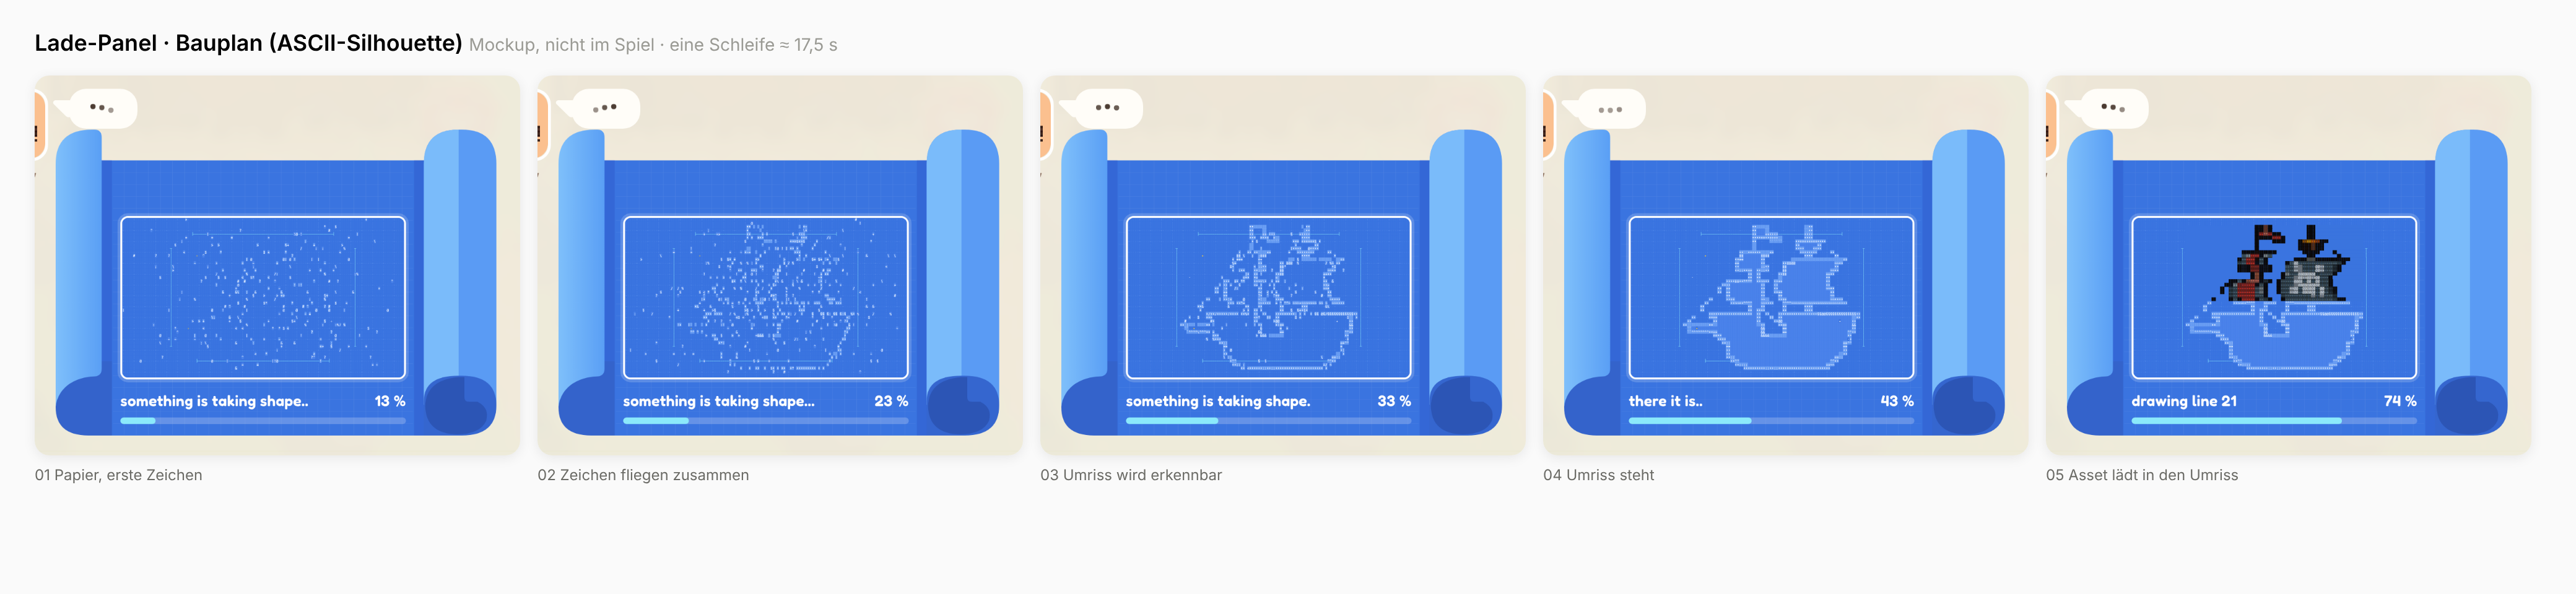 Lade-Panel · Bauplan (ASCII-Silhouette) Mockup, nicht im Spiel · eine Schleife ≈ 17,5 s
!
something is taking shape.. 13 %
01 Papier, erste Zeichen
!
something is taking shape... 23 %
02 Zeichen fliegen zusammen
!
something is taking shape. 33 %
03 Umriss wird erkennbar
!
there it is.. 43 %
04 Umriss steht
!
drawing line 21 74 %
05 Asset lädt in den Umriss